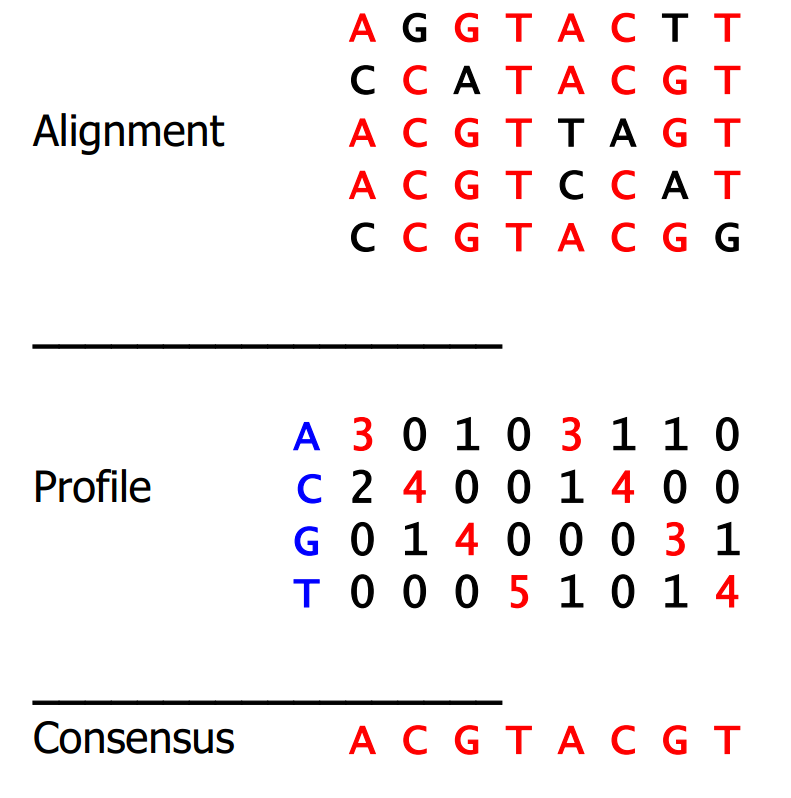 A G G T A C T T
C C A T A C G T
Alignment A C G T T A G T
A C G T C C A T
C C G T A C G G
A 3 0 1 0 3 1 1 0
Profile C 2 4 0 0 1 4 0 0
G 0 1 4 0 0 0 3 1
T 0 0 0 5 1 0 1 4
Consensus A C G T A C G T